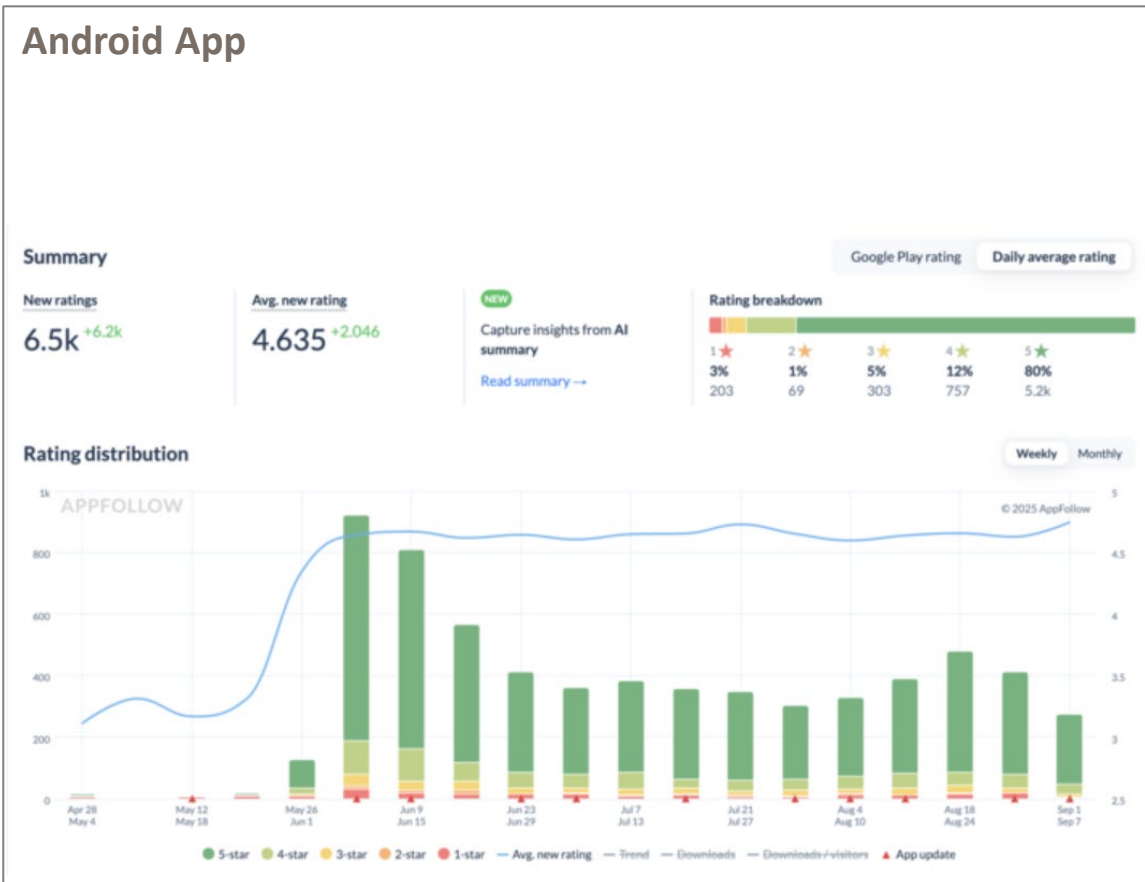 Android App
Summary
Google Play rating
Daily average rating
New ratings
6.5k +6.2k
Avg. new rating
4.635 +2.046
NEW
Capture insights from AI
summary
Read summary →
Rating breakdown
1★ 2★ 3★ 4★ 5★
3% 1% 5% 12% 80%
203 69 303 757 5.2k
Rating distribution
Weekly Monthly
APPFOLLOW
© 2025 AppFollow
1k
800
600
400
200
0
5
4.5
4
3.5
3
2.5
Apr 28 May 12 May 26 Jun 9 Jun 23 Jul 7 Jul 21 Aug 4 Aug 18 Sep 1
May 4 May 18 Jun 1 Jun 15 Jun 29 Jul 13 Jul 27 Aug 10 Aug 24 Sep 7
5-star 4-star 3-star 2-star 1-star Avg. new rating Trend Downloads Downloads / visitors App update